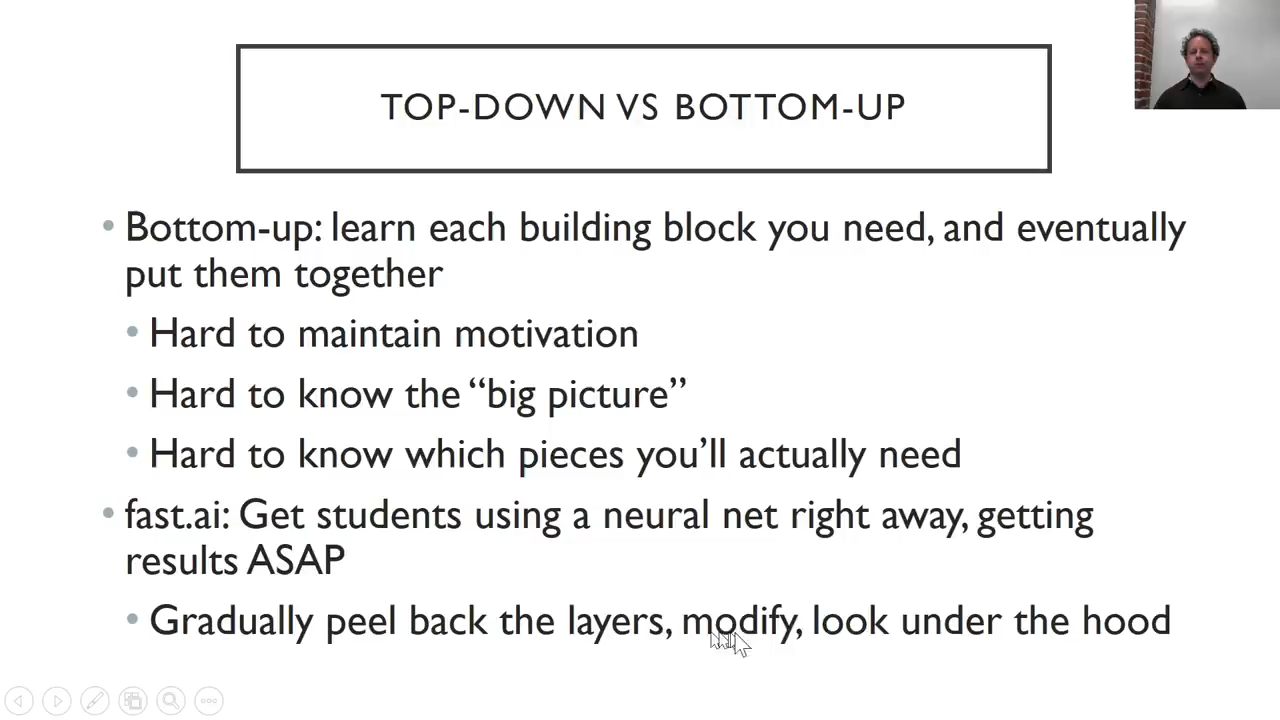 TOP-DOWN VS BOTTOM-UP
• Bottom-up: learn each building block you need, and eventually
put them together
• Hard to maintain motivation
• Hard to know the “big picture”
• Hard to know which pieces you’ll actually need
• fast.ai: Get students using a neural net right away, getting
results ASAP
• Gradually peel back the layers, modify, look under the hood